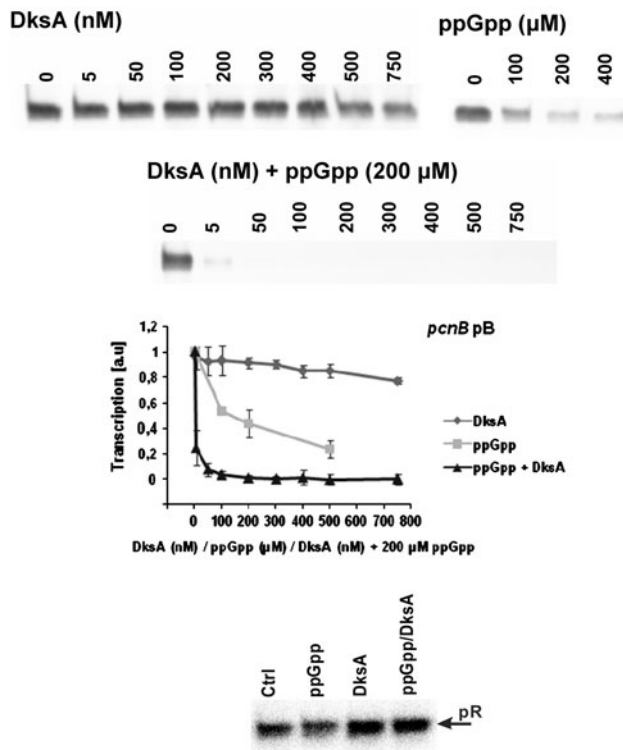 DksA (nM)
0 5 50 100 200 300 400 500 750
ppGpp (µM)
0 100 200 400
DksA (nM) + ppGpp (200 µM)
0 5 50 100 200 300 400 500 750
pcnB pB
Transcription [a.u]
1,2
1
0,8
0,6
0,4
0,2
0
DksA
ppGpp
ppGpp + DksA
0 100 200 300 400 500 600 700 800
DksA (nM) / ppGpp (µM) / DksA (nM) + 200 µM ppGpp
Ctrl ppGpp DksA ppGpp/DksA
pR